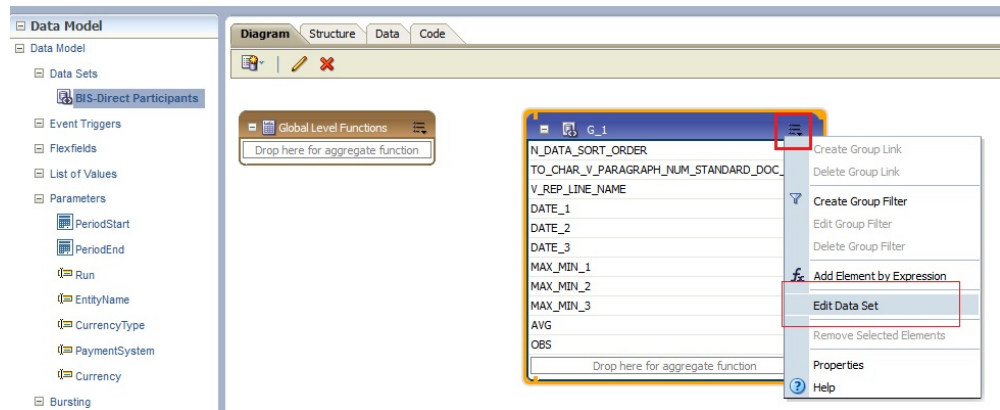 Data Model
Data Model
Data Sets
BIS-Direct Participants
Event Triggers
Flexfields
List of Values
Parameters
PeriodStart
PeriodEnd
Run
EntityName
CurrencyType
PaymentSystem
Currency
Bursting
Diagram Structure Data Code
Global Level Functions
Drop here for aggregate function
G_1
N_DATA_SORT_ORDER
TO_CHAR_V_PARAGRAPH_NUM_STANDARD_DOC_
V_REP_LINE_NAME
DATE_1
DATE_2
DATE_3
MAX_MIN_1
MAX_MIN_2
MAX_MIN_3
AVG
OBS
Drop here for aggregate function
Create Group Link
Delete Group Link
Create Group Filter
Edit Group Filter
Delete Group Filter
fx Add Element by Expression
Edit Data Set
Remove Selected Elements
Properties
? Help